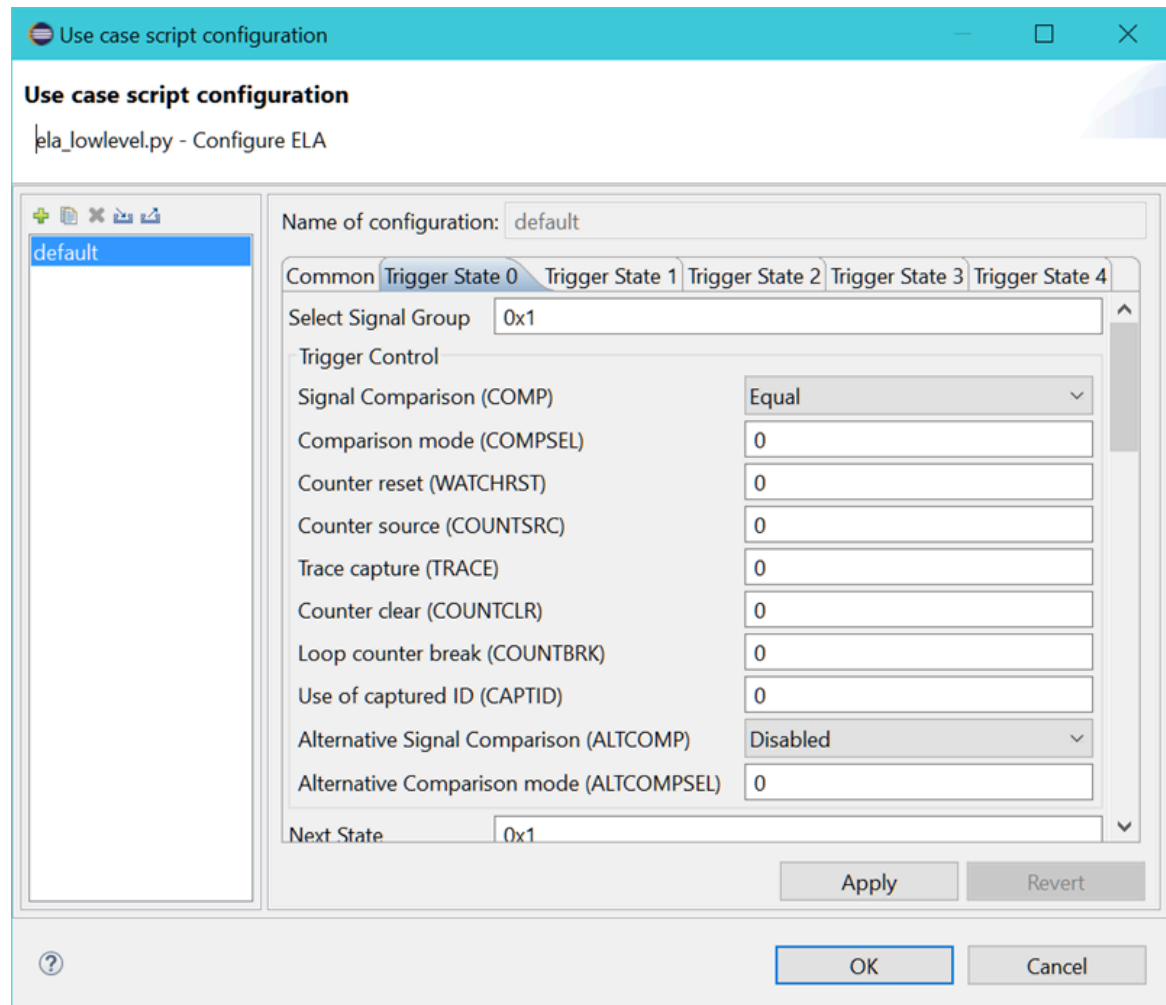 Use case script configuration
Use case script configuration
ela_lowlevel.py - Configure ELA
default
Name of configuration: default
Common Trigger State 0 Trigger State 1 Trigger State 2 Trigger State 3 Trigger State 4
Select Signal Group 0x1
Trigger Control
Signal Comparison (COMP) Equal
Comparison mode (COMPSEL) 0
Counter reset (WATCHRST) 0
Counter source (COUNTSRC) 0
Trace capture (TRACE) 0
Counter clear (COUNTCLR) 0
Loop counter break (COUNTBRK) 0
Use of captured ID (CAPTID) 0
Alternative Signal Comparison (ALTCOMP) Disabled
Alternative Comparison mode (ALTCOMPSEL) 0
Next State 0x1
Apply Revert
OK Cancel